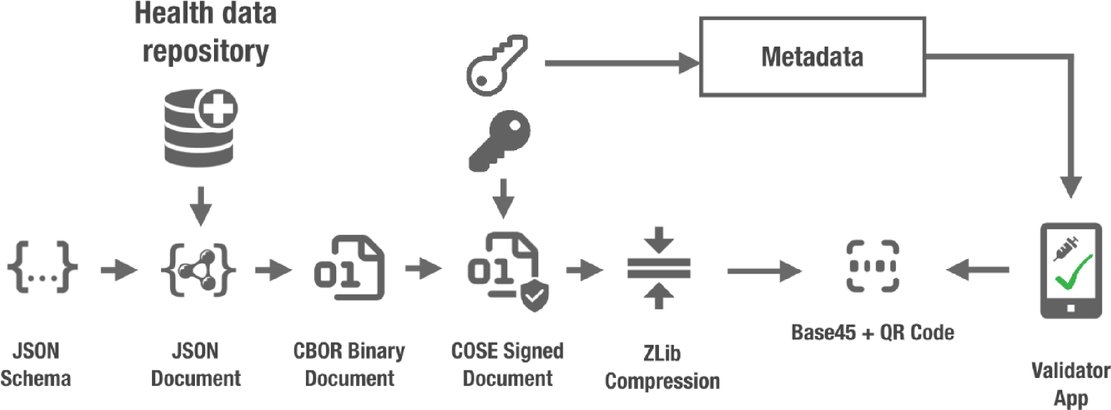 Health data
repository
Metadata
{...}
01
01
JSON
Schema
JSON
Document
CBOR Binary
Document
COSE Signed
Document
ZLib
Compression
Base45 + QR Code
Validator
App